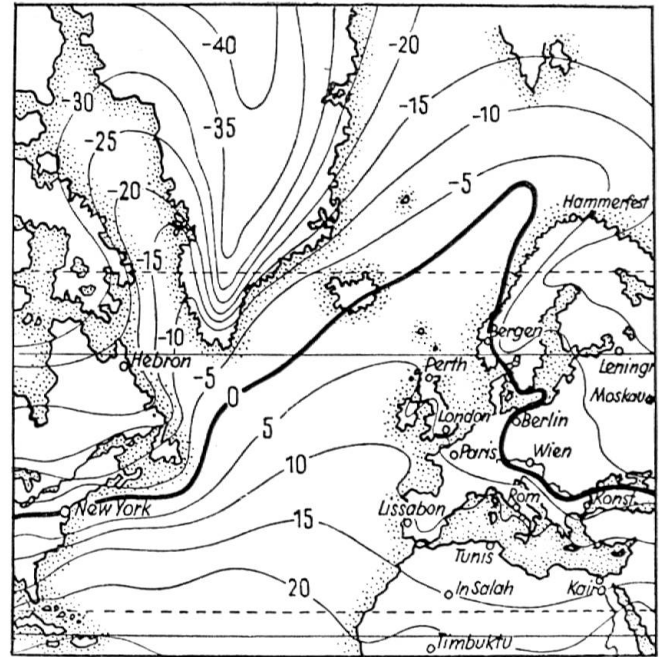 -40
-20
-30
-15
-35
-10
-25
-20
-5
Hammerfest
-15
-10
Bergen
Hebron
-5
Perth
Leningr
0
Moskau
5
London
Berlin
10
Paris
Wien
New York
Lissabon
Rom
Konst.
15
Tunis
20
In Salah
Kairo
Timbuktu